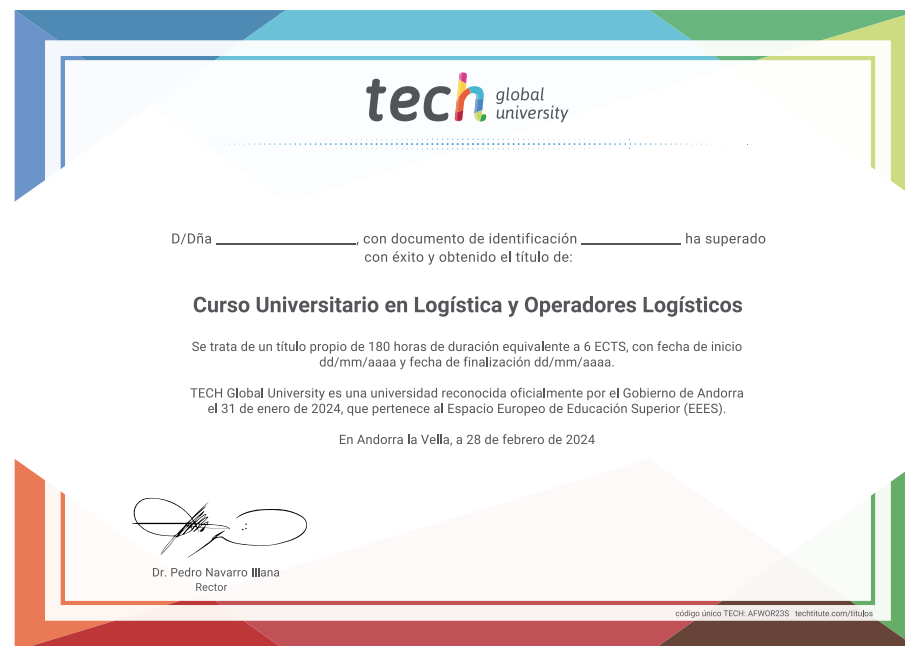 tech global
university
D/Dña ____________________, con documento de identificación ______________ ha superado
con éxito y obtenido el título de:
Curso Universitario en Logística y Operadores Logísticos
Se trata de un título propio de 180 horas de duración equivalente a 6 ECTS, con fecha de inicio
dd/mm/aaaa y fecha de finalización dd/mm/aaaa.
TECH Global University es una universidad reconocida oficialmente por el Gobierno de Andorra
el 31 de enero de 2024, que pertenece al Espacio Europeo de Educación Superior (EEES).
En Andorra la Vella, a 28 de febrero de 2024
Dr. Pedro Navarro Illana
Rector
código único TECH: AFWOR23S techtitute.com/titulos